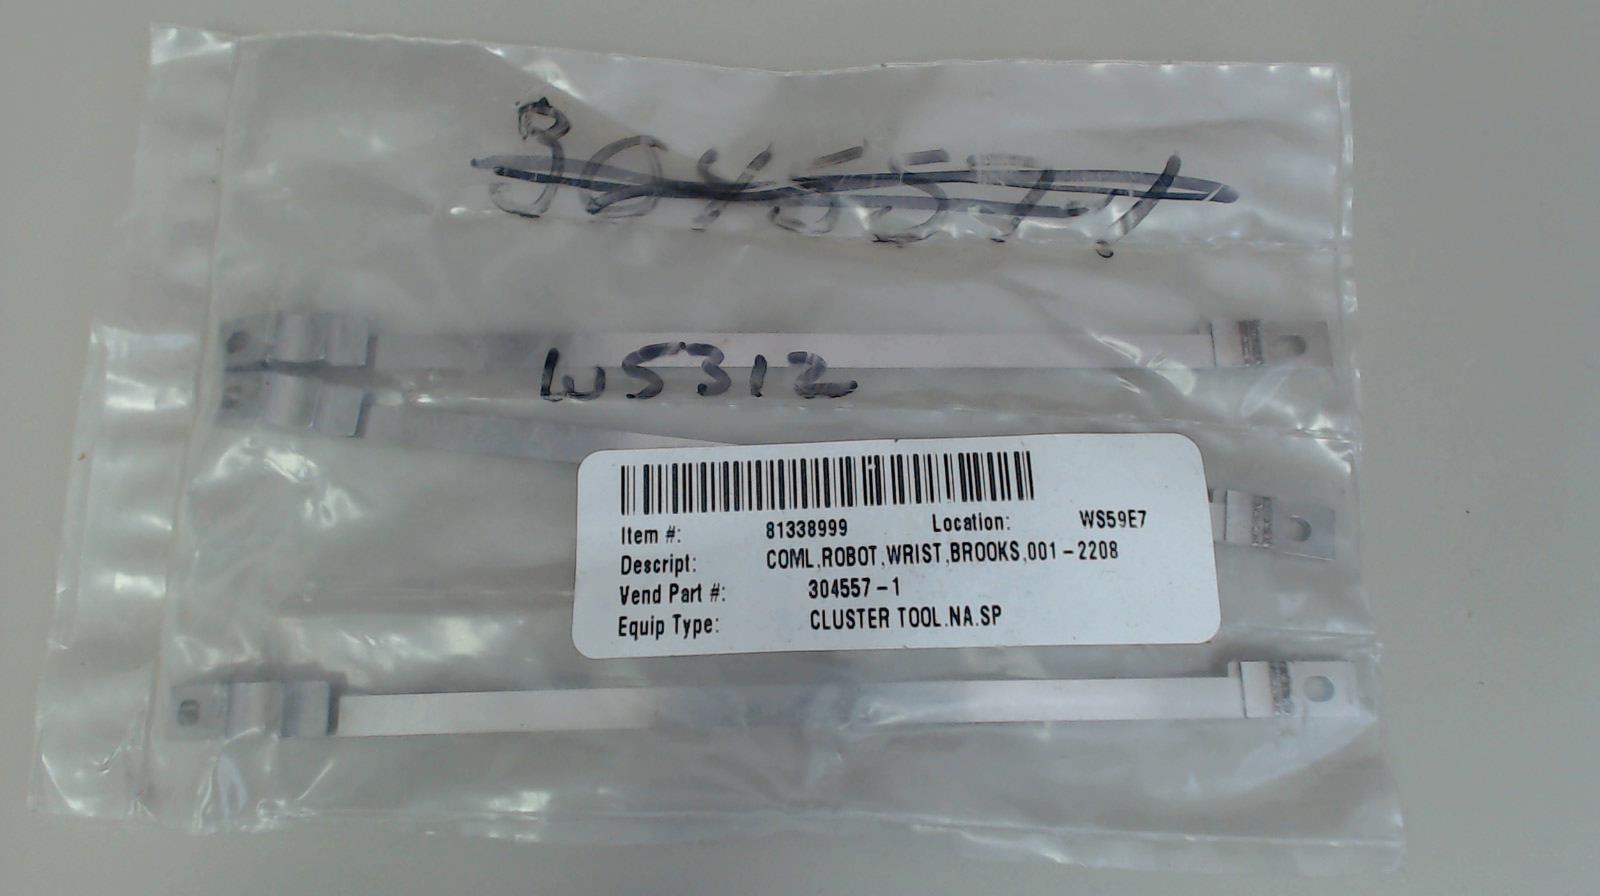 304557-1
W5312
Item #: 81338999 Location: WS59E7
Descript: COML,ROBOT,WRIST,BROOKS,001-2208
Vend Part #: 304557-1
Equip Type: CLUSTER TOOL.NA.SP